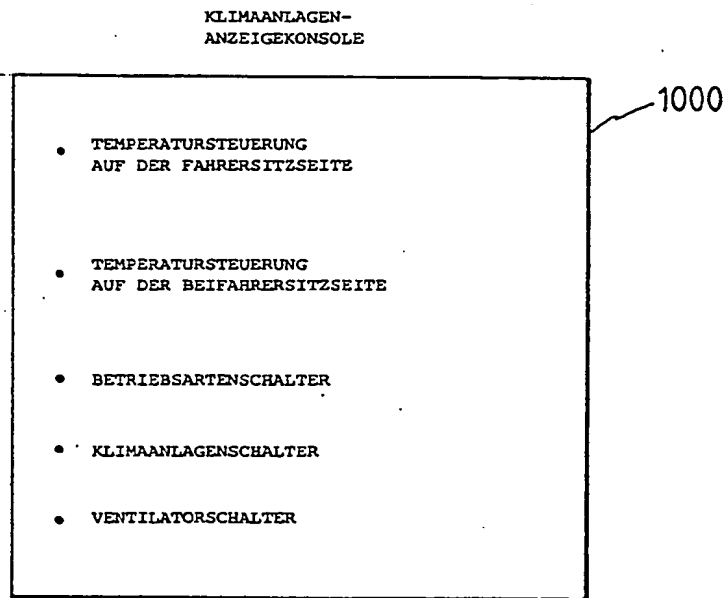 KLIMAANLAGEN-
ANZEIGEKONSOLE
1000
• TEMPERATURSTEUERUNG
AUF DER FAHRERSITZSEITE
• TEMPERATURSTEUERUNG
AUF DER BEIFAHRERSITZSEITE
• BETRIEBSARTENSCHALTER
• KLIMAANLAGENSCHALTER
• VENTILATORSCHALTER